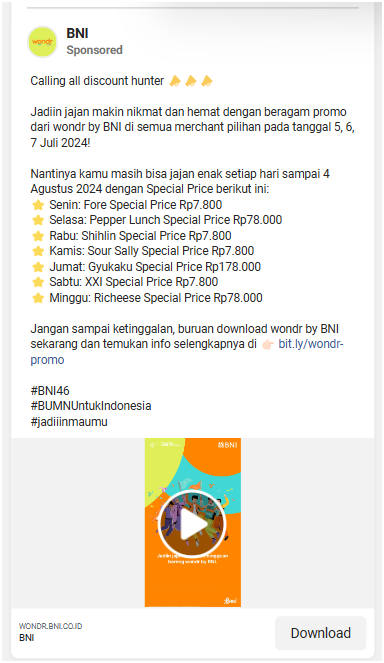 wondr
BNI
Sponsored
Calling all discount hunter
Jadiin jajan makin nikmat dan hemat dengan beragam promo
dari wondr by BNI di semua merchant pilihan pada tanggal 5, 6,
7 Juli 2024!
Nantinya kamu masih bisa jajan enak setiap hari sampai 4
Agustus 2024 dengan Special Price berikut ini:
⭐ Senin: Fore Special Price Rp7.800
⭐ Selasa: Pepper Lunch Special Price Rp78.000
⭐ Rabu: Shihlin Special Price Rp7.800
⭐ Kamis: Sour Sally Special Price Rp7.800
⭐ Jumat: Gyukaku Special Price Rp178.000
⭐ Sabtu: XXI Special Price Rp7.800
⭐ Minggu: Richeese Special Price Rp78.000
Jangan sampai ketinggalan, buruan download wondr by BNI
sekarang dan temukan info selengkapnya di 👉🏻 bit.ly/wondr-
promo
#BNI46
#BUMNUntukIndonesia
#jadiiinmaumu
BNI
Jadiin jajan
bareng wondr by BNI.
WONDR.BNI.CO.ID
BNI
Download